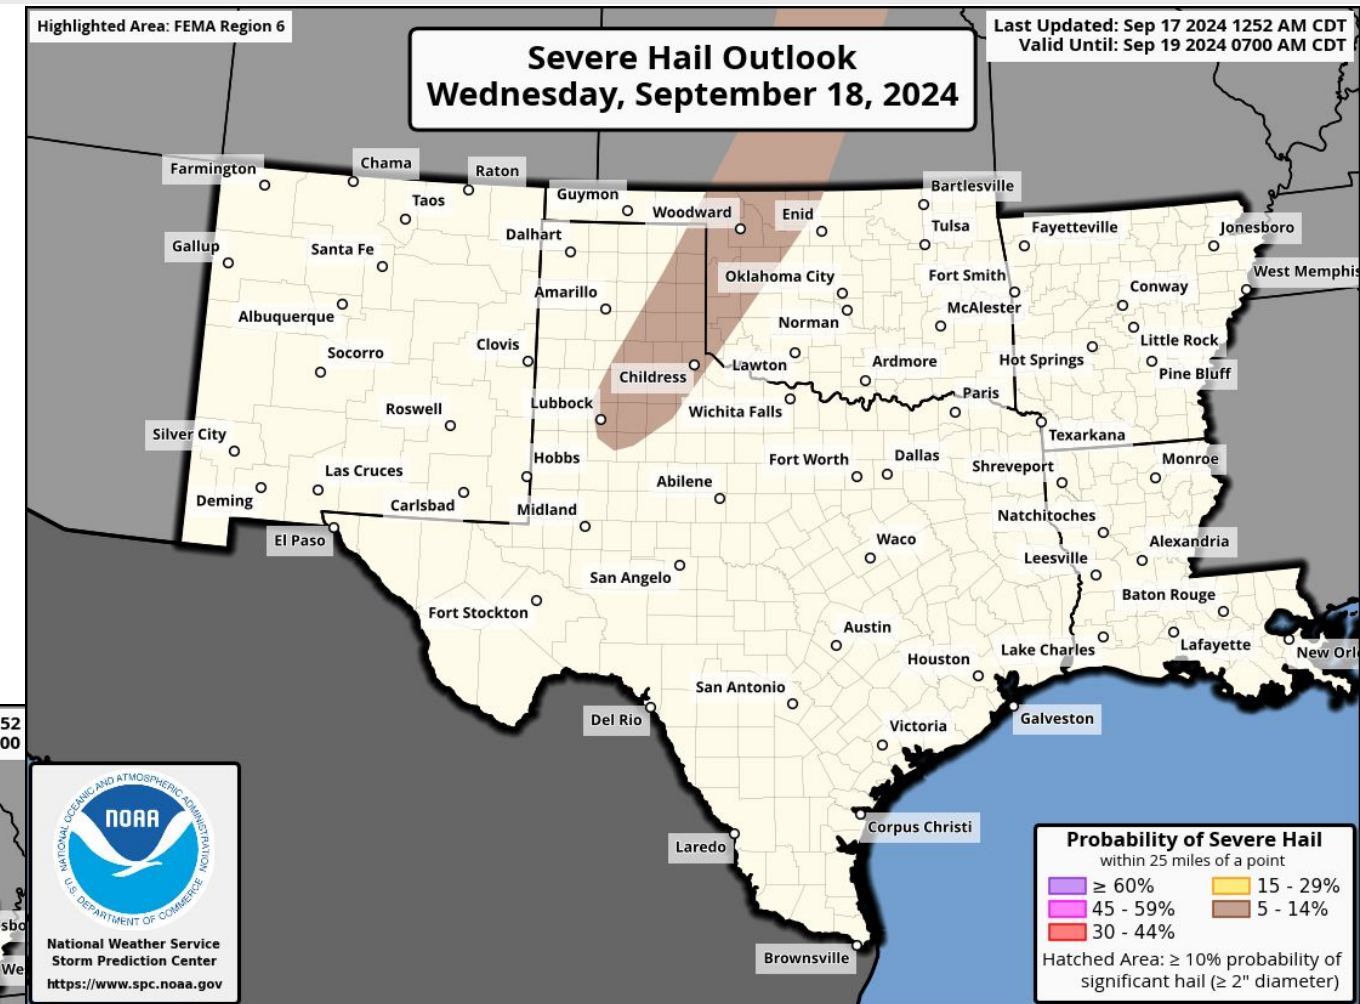 Highlighted Area: FEMA Region 6
Last Updated: Sep 17 2024 1252 AM CDT
Valid Until: Sep 19 2024 0700 AM CDT
Severe Hail Outlook
Wednesday, September 18, 2024
Farmington
Chama
Raton
Taos
Guymon
Woodward
Enid
Bartlesville
Gallup
Santa Fe
Dalhart
Tulsa
Fayetteville
Jonesboro
Albuquerque
Amarillo
Oklahoma City
Fort Smith
West Memphis
Norman
McAlester
Conway
Socorro
Clovis
Childress
Lawton
Ardmore
Hot Springs
Little Rock
Pine Bluff
Roswell
Lubbock
Wichita Falls
Paris
Silver City
Texarkana
Las Cruces
Hobbs
Fort Worth
Dallas
Shreveport
Monroe
Deming
Carlsbad
Midland
Abilene
Natchitoches
El Paso
Waco
Leesville
Alexandria
San Angelo
Baton Rouge
Fort Stockton
Austin
Lake Charles
Lafayette
New Orl
Houston
San Antonio
Del Rio
Galveston
Victoria
52
00
Corpus Christi
Laredo
Brownsville
sbo
We
NATIONAL OCEANIC AND ATMOSPHERIC ADMINISTRATION
NOAA
U.S. DEPARTMENT OF COMMERCE
National Weather Service
Storm Prediction Center
https://www.spc.noaa.gov
Probability of Severe Hail
within 25 miles of a point
≥ 60%
15 - 29%
45 - 59%
5 - 14%
30 - 44%
Hatched Area: ≥ 10% probability of
significant hail (≥ 2" diameter)